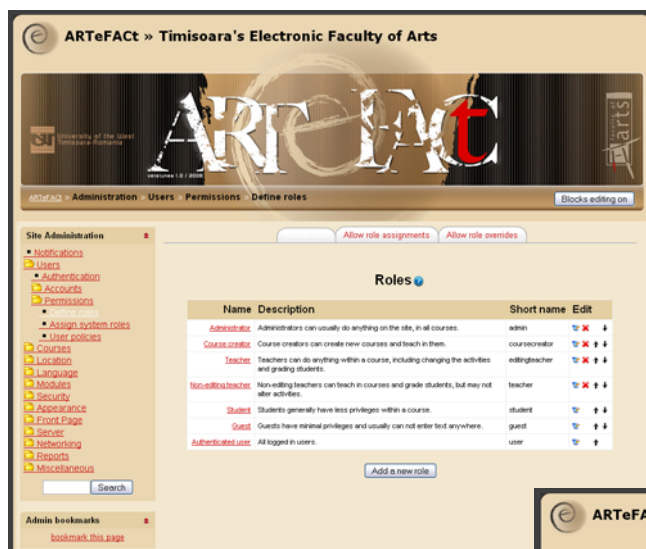 ARTeFACt » Timisoara's Electronic Faculty of Arts
University of the West
Timisoara-Romania
ARTeFACt
versiunea 1.0 / 2008
faculty of
arts
ARTeFACt » Administration » Users » Permissions » Define roles
Blocks editing on
Site Administration
Notifications
Users
Authentication
Accounts
Permissions
Define roles
Assign system roles
User policies
Courses
Location
Language
Modules
Security
Appearance
Front Page
Server
Networking
Reports
Miscellaneous
Search
Admin bookmarks
bookmark this page
Allow role assignments
Allow role overrides
Roles
Name Description Short name Edit
Administrator Administrators can usually do anything on the site, in all courses. admin
Course creator Course creators can create new courses and teach in them. coursecreator
Teacher Teachers can do anything within a course, including changing the activities and grading students. editingteacher
Non-editing teacher Non-editing teachers can teach in courses and grade students, but may not alter activities. teacher
Student Students generally have less privileges within a course. student
Guest Guests have minimal privileges and usually can not enter text anywhere. guest
Authenticated user All logged in users. user
Add a new role
ARTeFA